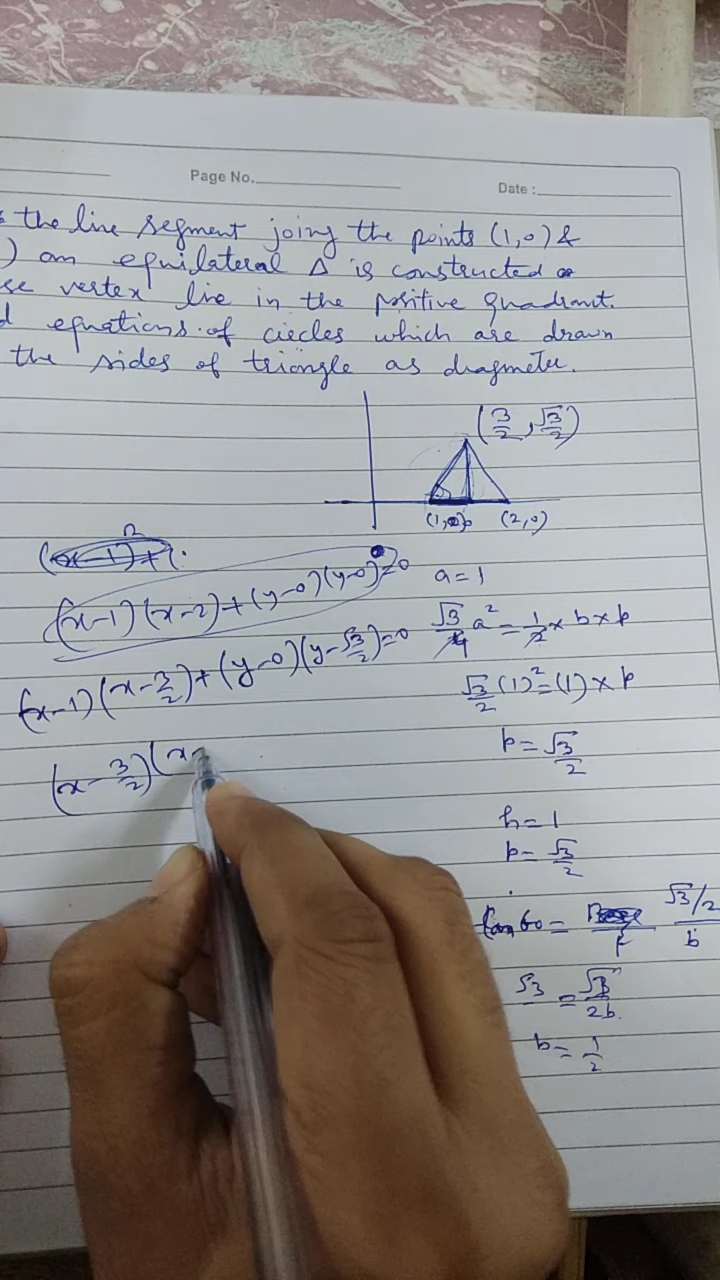 Page No.
Date :
the line segment joing the points (1,0) &
) an equilateral Δ is constructed
se vertex lie in the positive quadrant.
d equations of ciecles which are drawn
the sides of triangle as diagmeter.
(3/2, √3/2)
(2,0)
(x-1)(x-2)+(y-0)(y-0)=0
a=1
√3/4 a² = 1/2 × b × p
(x-1)(x-3/2)+(y-0)(y-√3/2)=0
√3/2 (1)² = (1) × p
p = √3/2
(x-3/2)(x-
h=1
p = √3/2
tan 60 = √3/2 / b
√3 = √3/2b
b = 1/2